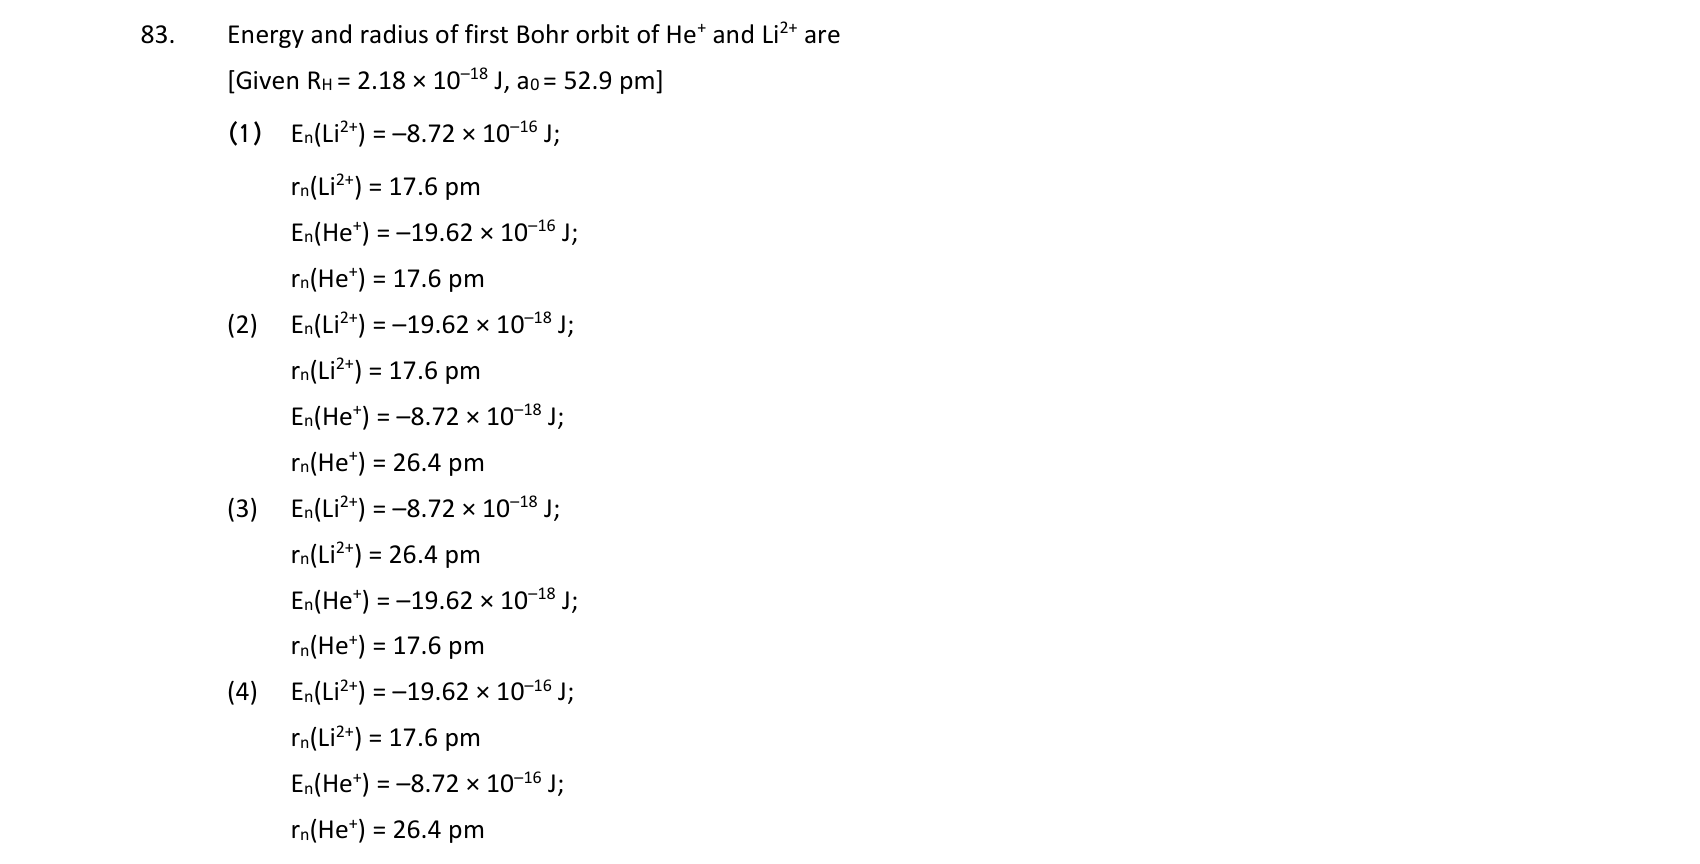 83. Energy and radius of first Bohr orbit of He⁺ and Li²⁺ are
[Given R_H = 2.18 × 10⁻¹⁸ J, a₀ = 52.9 pm]
(1) Eₙ(Li²⁺) = –8.72 × 10⁻¹⁶ J;
rₙ(Li²⁺) = 17.6 pm
Eₙ(He⁺) = –19.62 × 10⁻¹⁶ J;
rₙ(He⁺) = 17.6 pm
(2) Eₙ(Li²⁺) = –19.62 × 10⁻¹⁸ J;
rₙ(Li²⁺) = 17.6 pm
Eₙ(He⁺) = –8.72 × 10⁻¹⁸ J;
rₙ(He⁺) = 26.4 pm
(3) Eₙ(Li²⁺) = –8.72 × 10⁻¹⁸ J;
rₙ(Li²⁺) = 26.4 pm
Eₙ(He⁺) = –19.62 × 10⁻¹⁸ J;
rₙ(He⁺) = 17.6 pm
(4) Eₙ(Li²⁺) = –19.62 × 10⁻¹⁶ J;
rₙ(Li²⁺) = 17.6 pm
Eₙ(He⁺) = –8.72 × 10⁻¹⁶ J;
rₙ(He⁺) = 26.4 pm